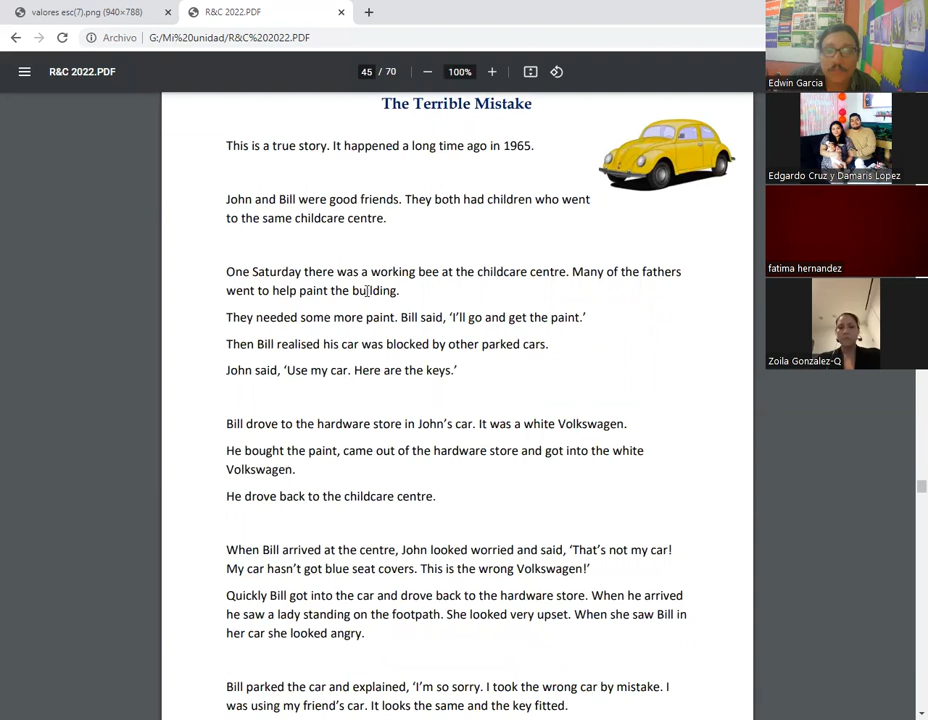 valores esc(7).png (940×788)
R&C 2022.PDF
Archivo
G:/Mi%20unidad/R&C%202022.PDF
R&C 2022.PDF
45 / 70
100%
The Terrible Mistake
This is a true story. It happened a long time ago in 1965.
John and Bill were good friends. They both had children who went
to the same childcare centre.
One Saturday there was a working bee at the childcare centre. Many of the fathers
went to help paint the building.
They needed some more paint. Bill said, ‘I’ll go and get the paint.’
Then Bill realised his car was blocked by other parked cars.
John said, ‘Use my car. Here are the keys.’
Bill drove to the hardware store in John’s car. It was a white Volkswagen.
He bought the paint, came out of the hardware store and got into the white
Volkswagen.
He drove back to the childcare centre.
When Bill arrived at the centre, John looked worried and said, ‘That’s not my car!
My car hasn’t got blue seat covers. This is the wrong Volkswagen!’
Quickly Bill got into the car and drove back to the hardware store. When he arrived
he saw a lady standing on the footpath. She looked very upset. When she saw Bill in
her car she looked angry.
Bill parked the car and explained, ‘I’m so sorry. I took the wrong car by mistake. I
was using my friend’s car. It looks the same and the key fitted.
Edwin Garcia
Edgardo Cruz y Damaris Lopez
fatima hernandez
Zoila Gonzalez-Q